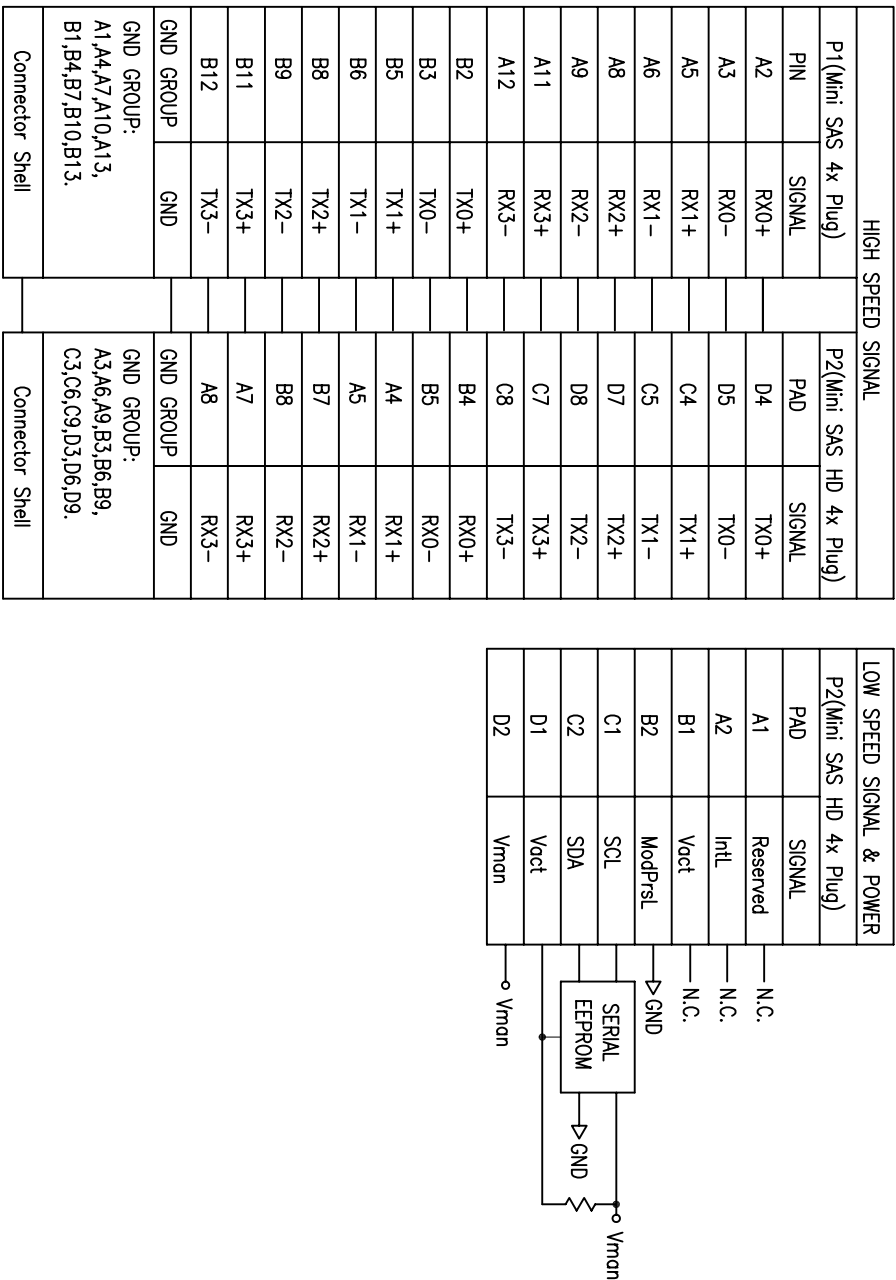 HIGH SPEED SIGNAL
P1(Mini SAS 4x Plug) P2(Mini SAS HD 4x Plug)
PIN SIGNAL PAD SIGNAL
A2 RX0+ D4 TX0+
A3 RX0- D5 TX0-
A5 RX1+ C4 TX1+
A6 RX1- C5 TX1-
A8 RX2+ D7 TX2+
A9 RX2- D8 TX2-
A11 RX3+ C7 TX3+
A12 RX3- C8 TX3-
B2 TX0+ B4 RX0+
B3 TX0- B5 RX0-
B5 TX1+ A4 RX1+
B6 TX1- A5 RX1-
B8 TX2+ B7 RX2+
B9 TX2- B8 RX2-
B11 TX3+ A7 RX3+
B12 TX3- A8 RX3-
GND GROUP GND GND GROUP GND
GND GROUP:
A1,A4,A7,A10,A13,
B1,B4,B7,B10,B13.
GND GROUP:
A3,A6,A9,B3,B6,B9,
C3,C6,C9,D3,D6,D9.
Connector Shell Connector Shell
LOW SPEED SIGNAL & POWER
P2(Mini SAS HD 4x Plug)
PAD SIGNAL
A1 Reserved N.C.
A2 IntL N.C.
B1 Vact N.C.
B2 ModPrsL GND
C1 SCL
C2 SDA
D1 Vact
D2 Vman Vman
SERIAL
EEPROM
GND
Vman